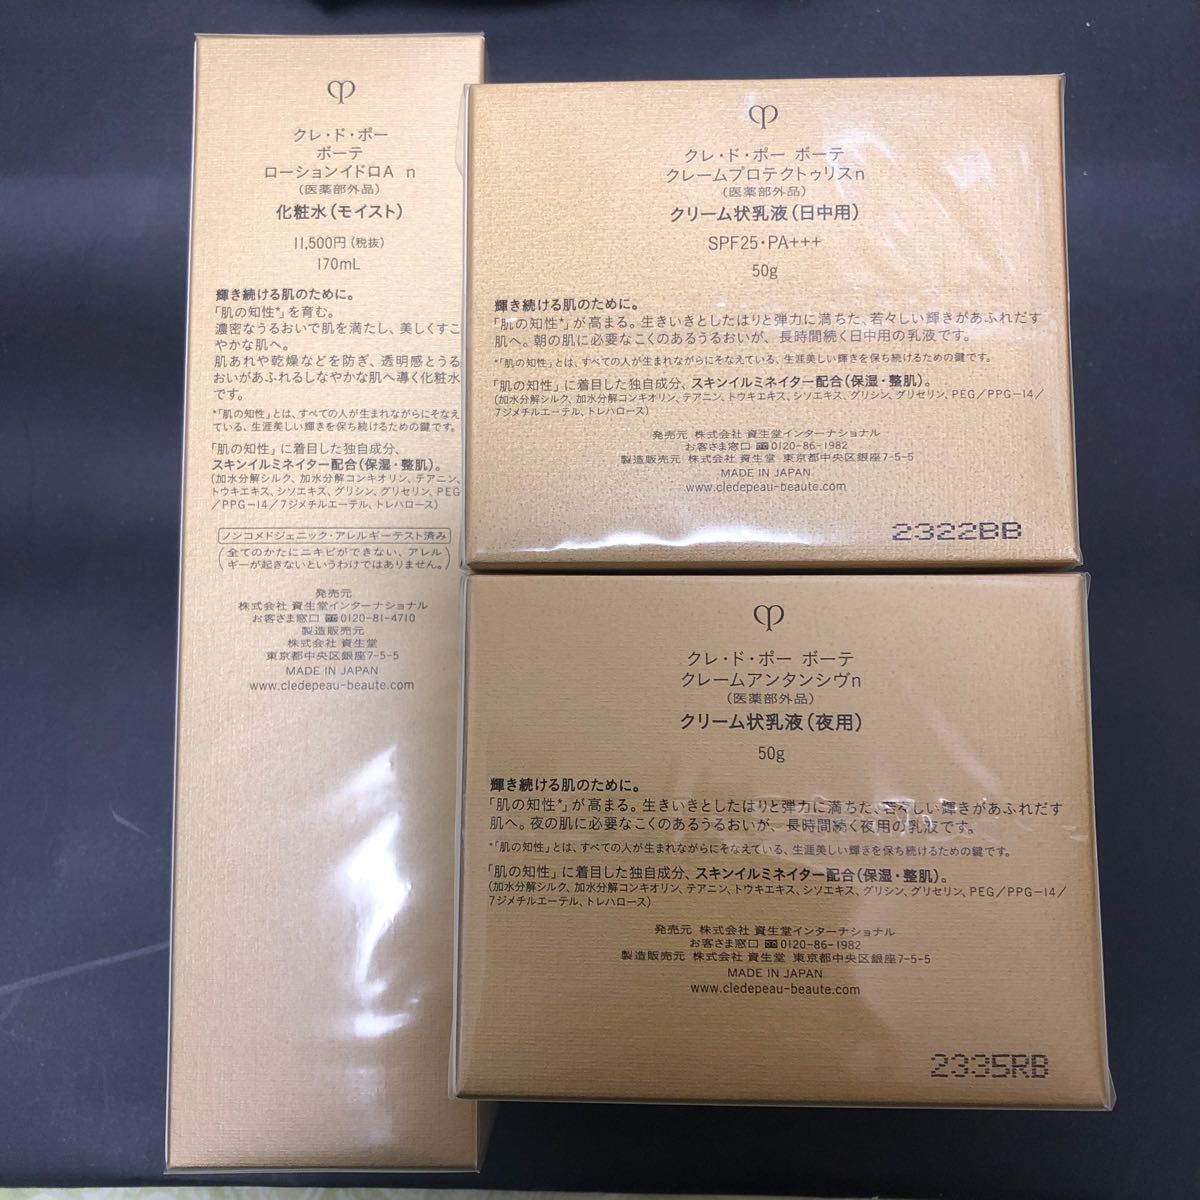 クレ・ド・ポー
ボーテ
ローションイドロA n
(医薬部外品)
化粧水(モイスト)
11,500円(税抜)
170mL
輝き続ける肌のために。
「肌の知性*」を育む。
濃密なうるおいで肌を満たし、美しくすこ
やかな肌へ。
肌あれや乾燥などを防ぎ、透明感とうる
おいがあふれるしなやかな肌へ導く化粧水
です。
*「肌の知性」とは、すべての人が生まれながらにそなえ
ている、生涯美しい輝きを保ち続けるための鍵です。
「肌の知性」に着目した独自成分、
スキンイルミネイター配合(保湿・整肌)。
(加水分解シルク、加水分解コンキオリン、テアニン、
トウキエキス、シソエキス、グリシン、グリセリン、PEG
/PPG-14/7ジメチルエーテル、トレハロース)
ノンコメドジェニック・アレルギーテスト済み
(全てのかたにニキビができない、アレル
ギーが起きないというわけではありません。)
発売元
株式会社 資生堂インターナショナル
お客さま窓口 0120-81-4710
製造販売元
株式会社 資生堂
東京都中央区銀座7-5-5
MADE IN JAPAN
www.cledepeau-beaute.com
クレ・ド・ポー ボーテ
クレームプロテクトゥリスn
(医薬部外品)
クリーム状乳液(日中用)
SPF25・PA+++
50g
輝き続ける肌のために。
「肌の知性*」が高まる。生きいきとしたはりと弾力に満ちた、若々しい輝きがあふれだす
肌へ。朝の肌に必要なこくのあるうるおいが、長時間続く日中用の乳液です。
*「肌の知性」とは、すべての人が生まれながらにそなえている、生涯美しい輝きを保ち続けるための鍵です。
「肌の知性」に着目した独自成分、スキンイルミネイター配合(保湿・整肌)。
(加水分解シルク、加水分解コンキオリン、テアニン、トウキエキス、シソエキス、グリシン、グリセリン、PEG/PPG-14/
7ジメチルエーテル、トレハロース)
発売元 株式会社 資生堂インターナショナル
お客さま窓口 0120-86-1982
製造販売元 株式会社 資生堂 東京都中央区銀座7-5-5
MADE IN JAPAN
www.cledepeau-beaute.com
2322BB
クレ・ド・ポー ボーテ
クレームアンタンシヴn
(医薬部外品)
クリーム状乳液(夜用)
50g
輝き続ける肌のために。
「肌の知性*」が高まる。生きいきとしたはりと弾力に満ちた、若々しい輝きがあふれだす
肌へ。夜の肌に必要なこくのあるうるおいが、長時間続く夜用の乳液です。
*「肌の知性」とは、すべての人が生まれながらにそなえている、生涯美しい輝きを保ち続けるための鍵です。
「肌の知性」に着目した独自成分、スキンイルミネイター配合(保湿・整肌)。
(加水分解シルク、加水分解コンキオリン、テアニン、トウキエキス、シソエキス、グリシン、グリセリン、PEG/PPG-14/
7ジメチルエーテル、トレハロース)
発売元 株式会社 資生堂インターナショナル
お客さま窓口 0120-86-1982
製造販売元 株式会社 資生堂 東京都中央区銀座7-5-5
MADE IN JAPAN
www.cledepeau-beaute.com
2335RB